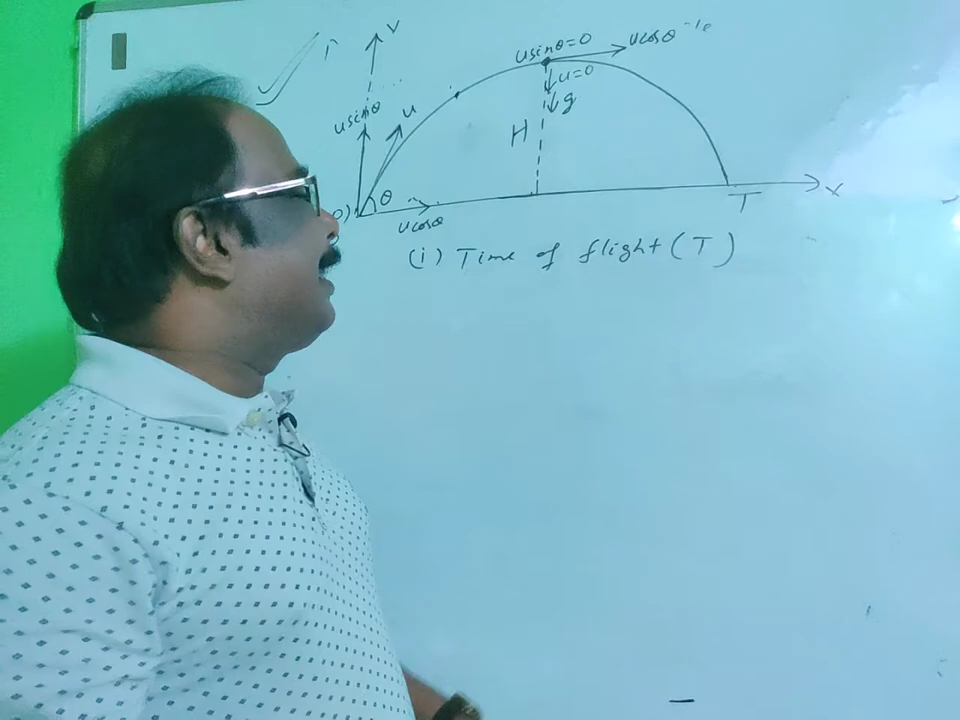 Y
usinθ=0
ucosθ
u=0
g
usinθ
u
H
θ
ucosθ
T
X
(i) Time of flight (T)